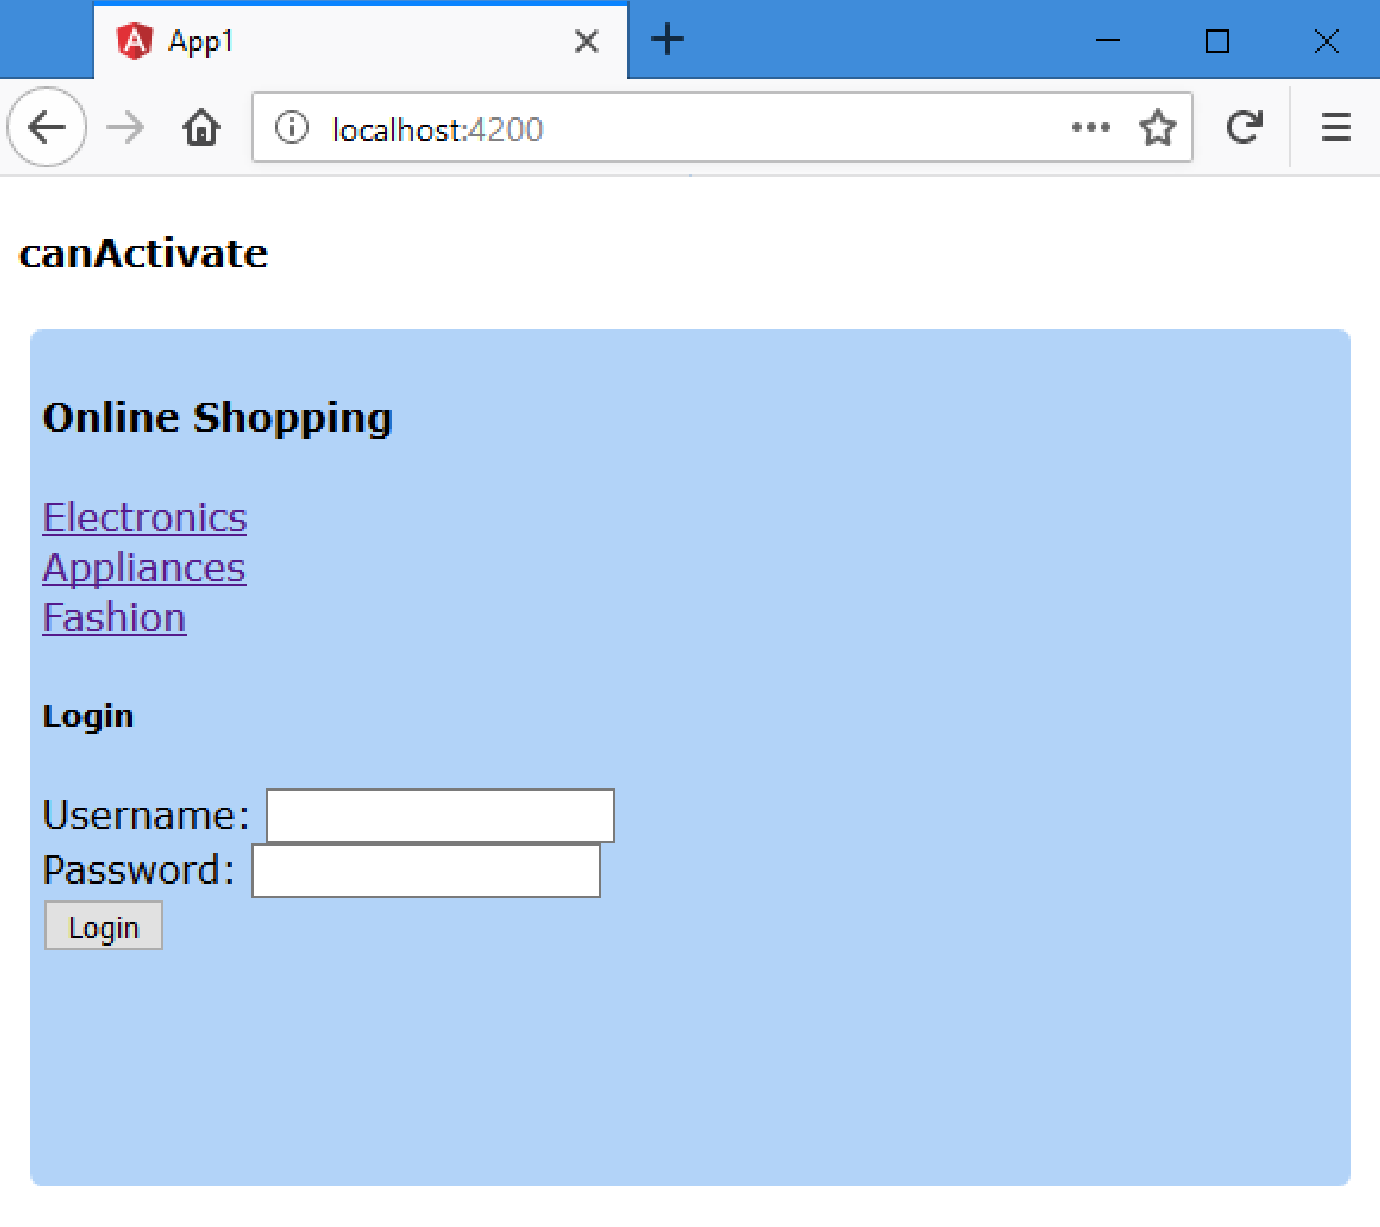 App1
localhost:4200
canActivate
Online Shopping
Electronics
Appliances
Fashion
Login
Username:
Password:
Login